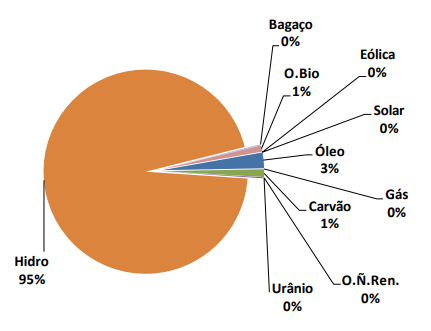 Bagaço
0%
O.Bio
1%
Eólica
0%
Solar
0%
Óleo
3%
Gás
0%
Carvão
1%
O.Ñ.Ren.
0%
Urânio
0%
Hidro
95%